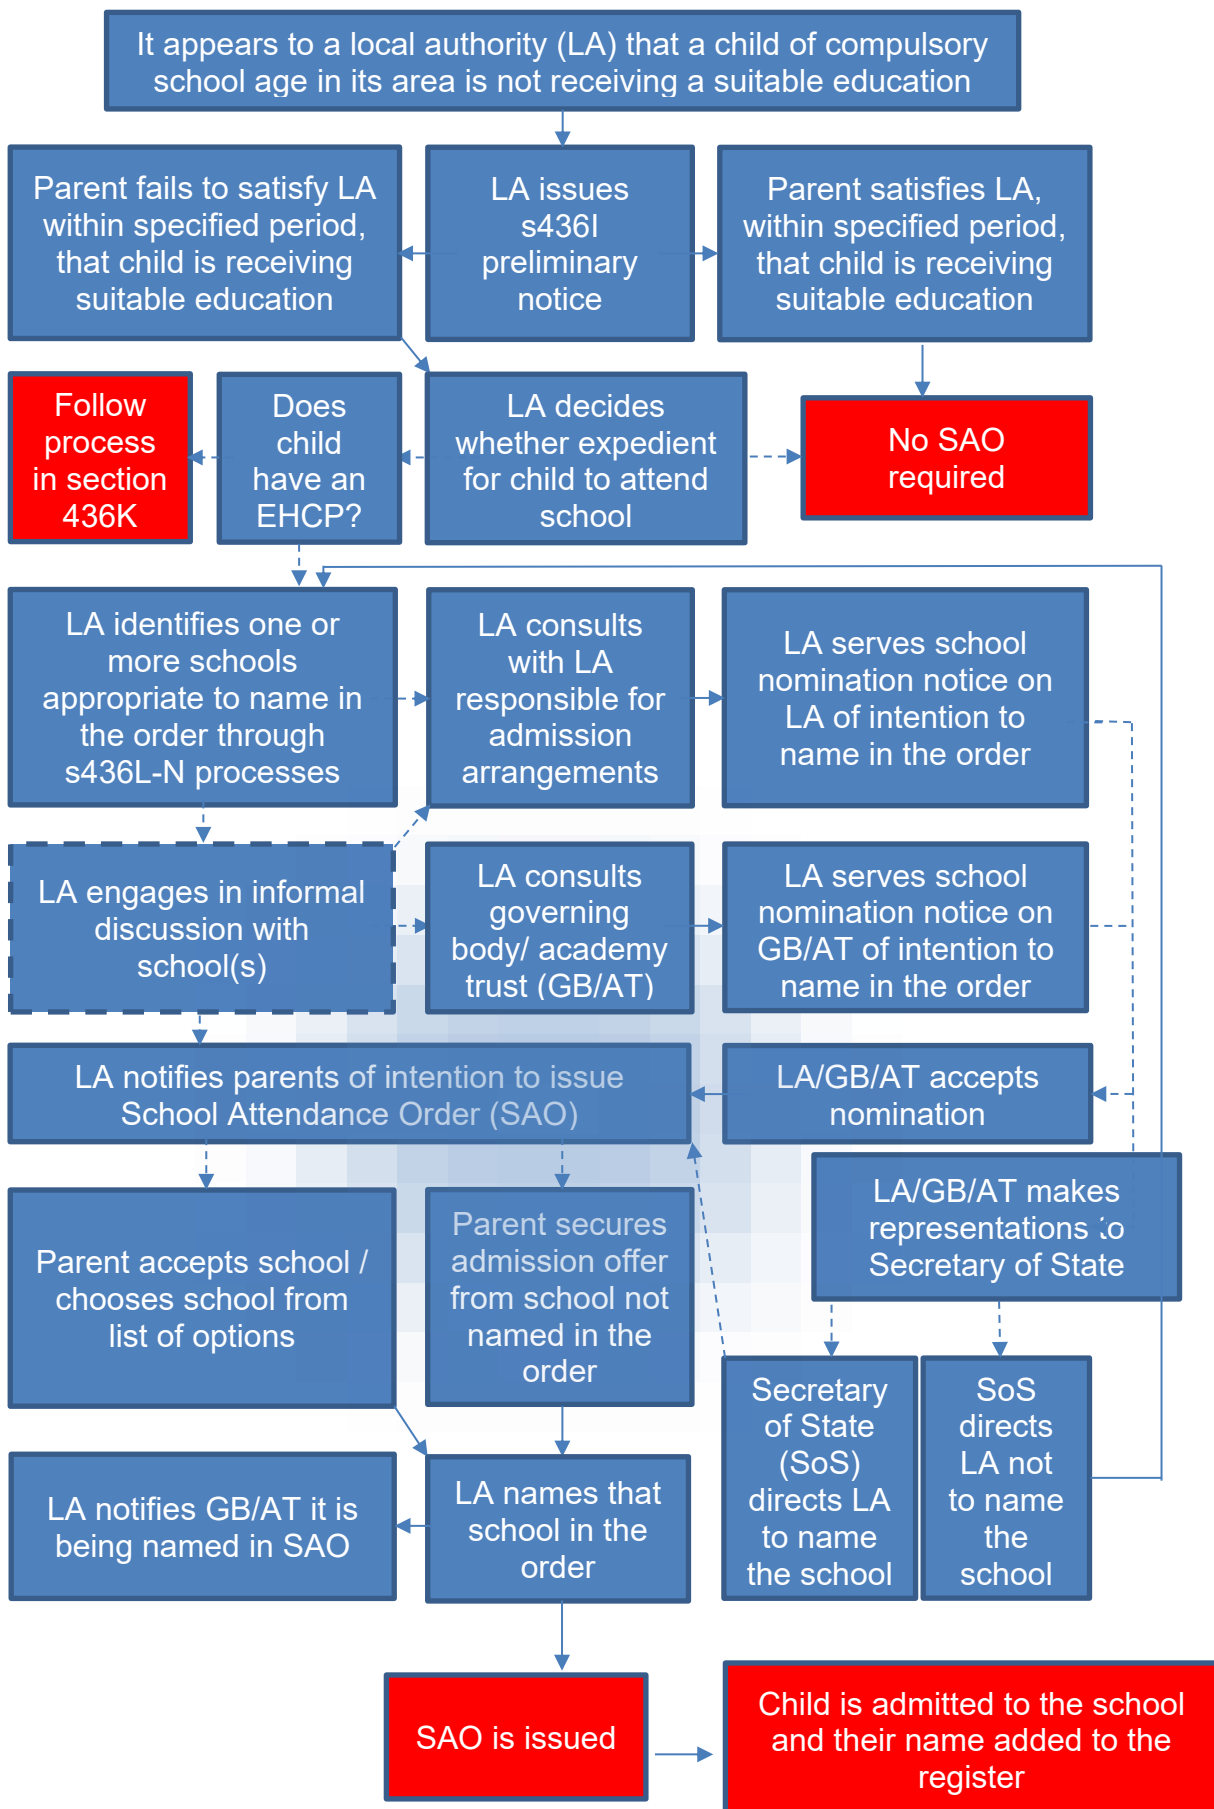 It appears to a local authority (LA) that a child of compulsory
school age in its area is not receiving a suitable education
Parent fails to satisfy LA
within specified period,
that child is receiving
suitable education
LA issues
s436I
preliminary
notice
Parent satisfies LA,
within specified period,
that child is receiving
suitable education
Follow
process
in section
436K
Does
child
have an
EHCP?
LA decides
whether expedient
for child to attend
school
No SAO
required
LA identifies one or
more schools
appropriate to name in
the order through
s436L-N processes
LA consults
with LA
responsible for
admission
arrangements
LA serves school
nomination notice on
LA of intention to
name in the order
LA engages in informal
discussion with
school(s)
LA consults
governing
body/ academy
trust (GB/AT)
LA serves school
nomination notice on
GB/AT of intention to
name in the order
LA notifies parents of intention to issue
School Attendance Order (SAO)
LA/GB/AT accepts
nomination
LA/GB/AT makes
representations to
Secretary of State
Parent accepts school /
chooses school from
list of options
Parent secures
admission offer
from school not
named in the
order
Secretary
of State
(SoS)
directs LA
to name
the school
SoS
directs
LA not
to name
the
school
LA notifies GB/AT it is
being named in SAO
LA names that
school in the
order
SAO is issued
Child is admitted to the school
and their name added to the
register